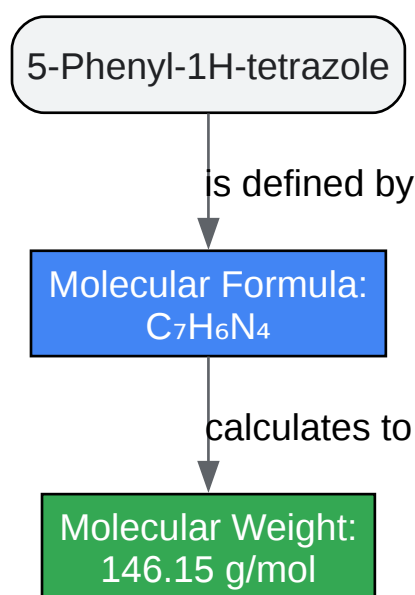 5-Phenyl-1H-tetrazole
is defined by
Molecular Formula:
C₇H₆N₄
calculates to
Molecular Weight:
146.15 g/mol